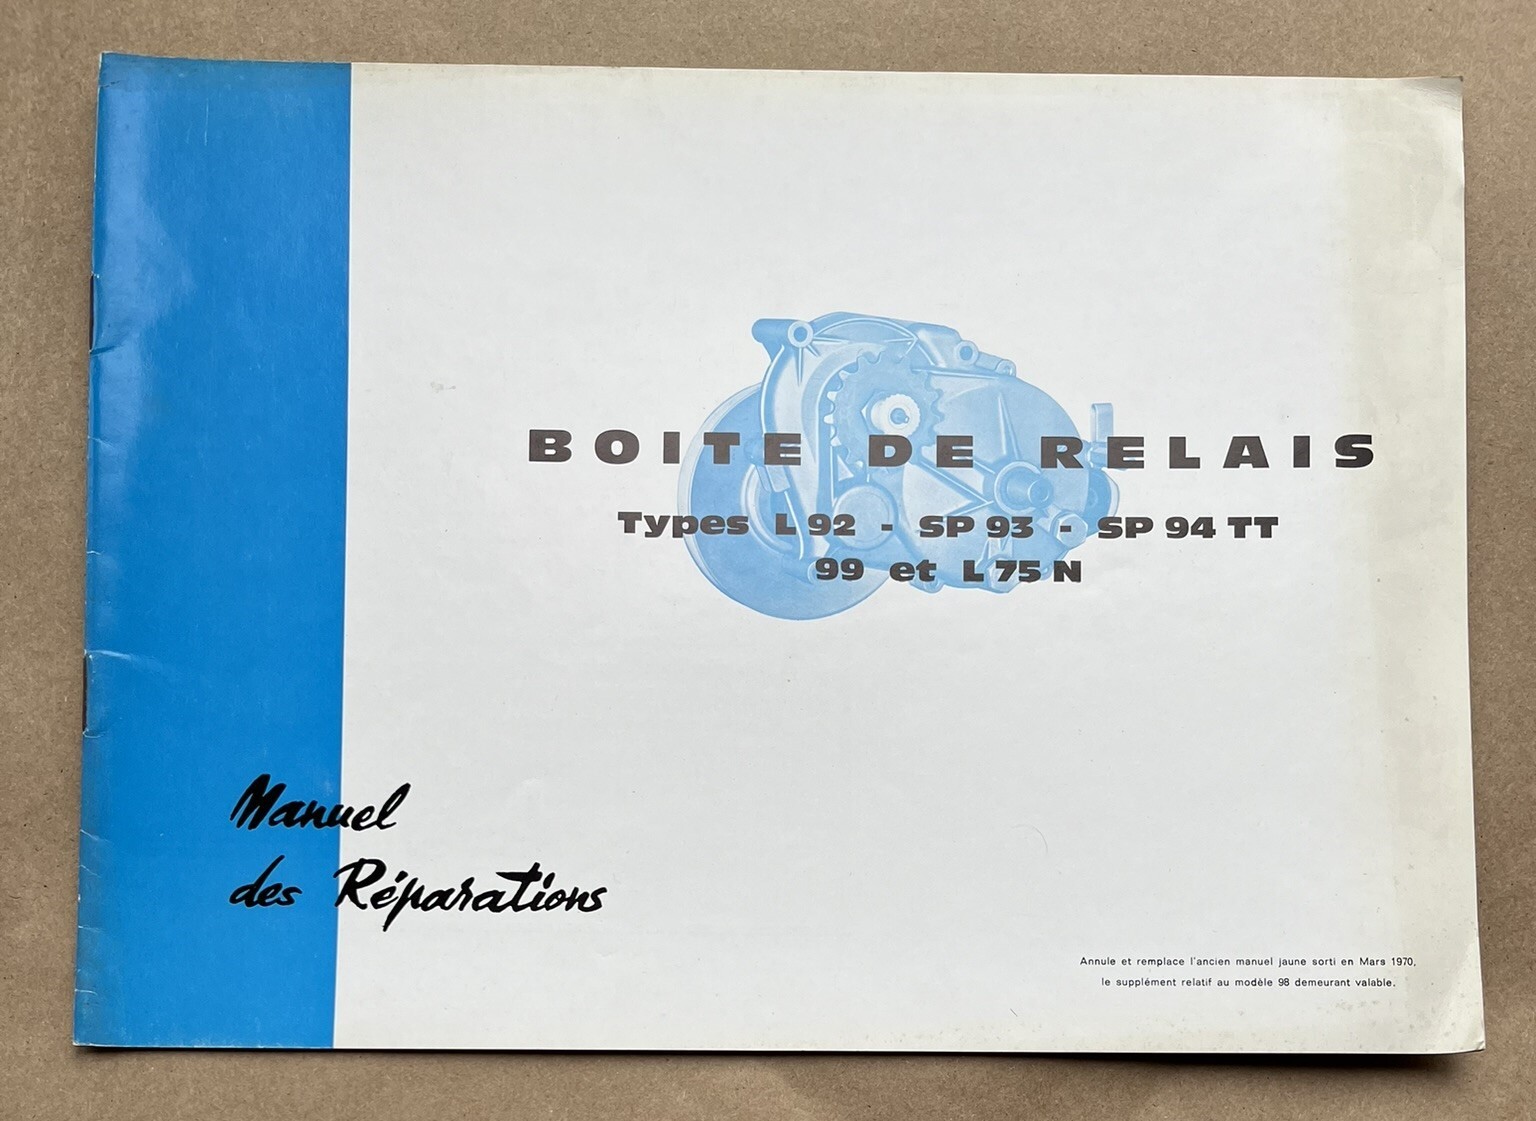 BOITE DE RELAIS
Types L 92 - SP 93 - SP 94 TT
99 et L 75 N
Manuel
des Réparations
Annule et remplace l'ancien manuel jaune sorti en Mars 1970,
le supplément relatif au modèle 98 demeurant valable.